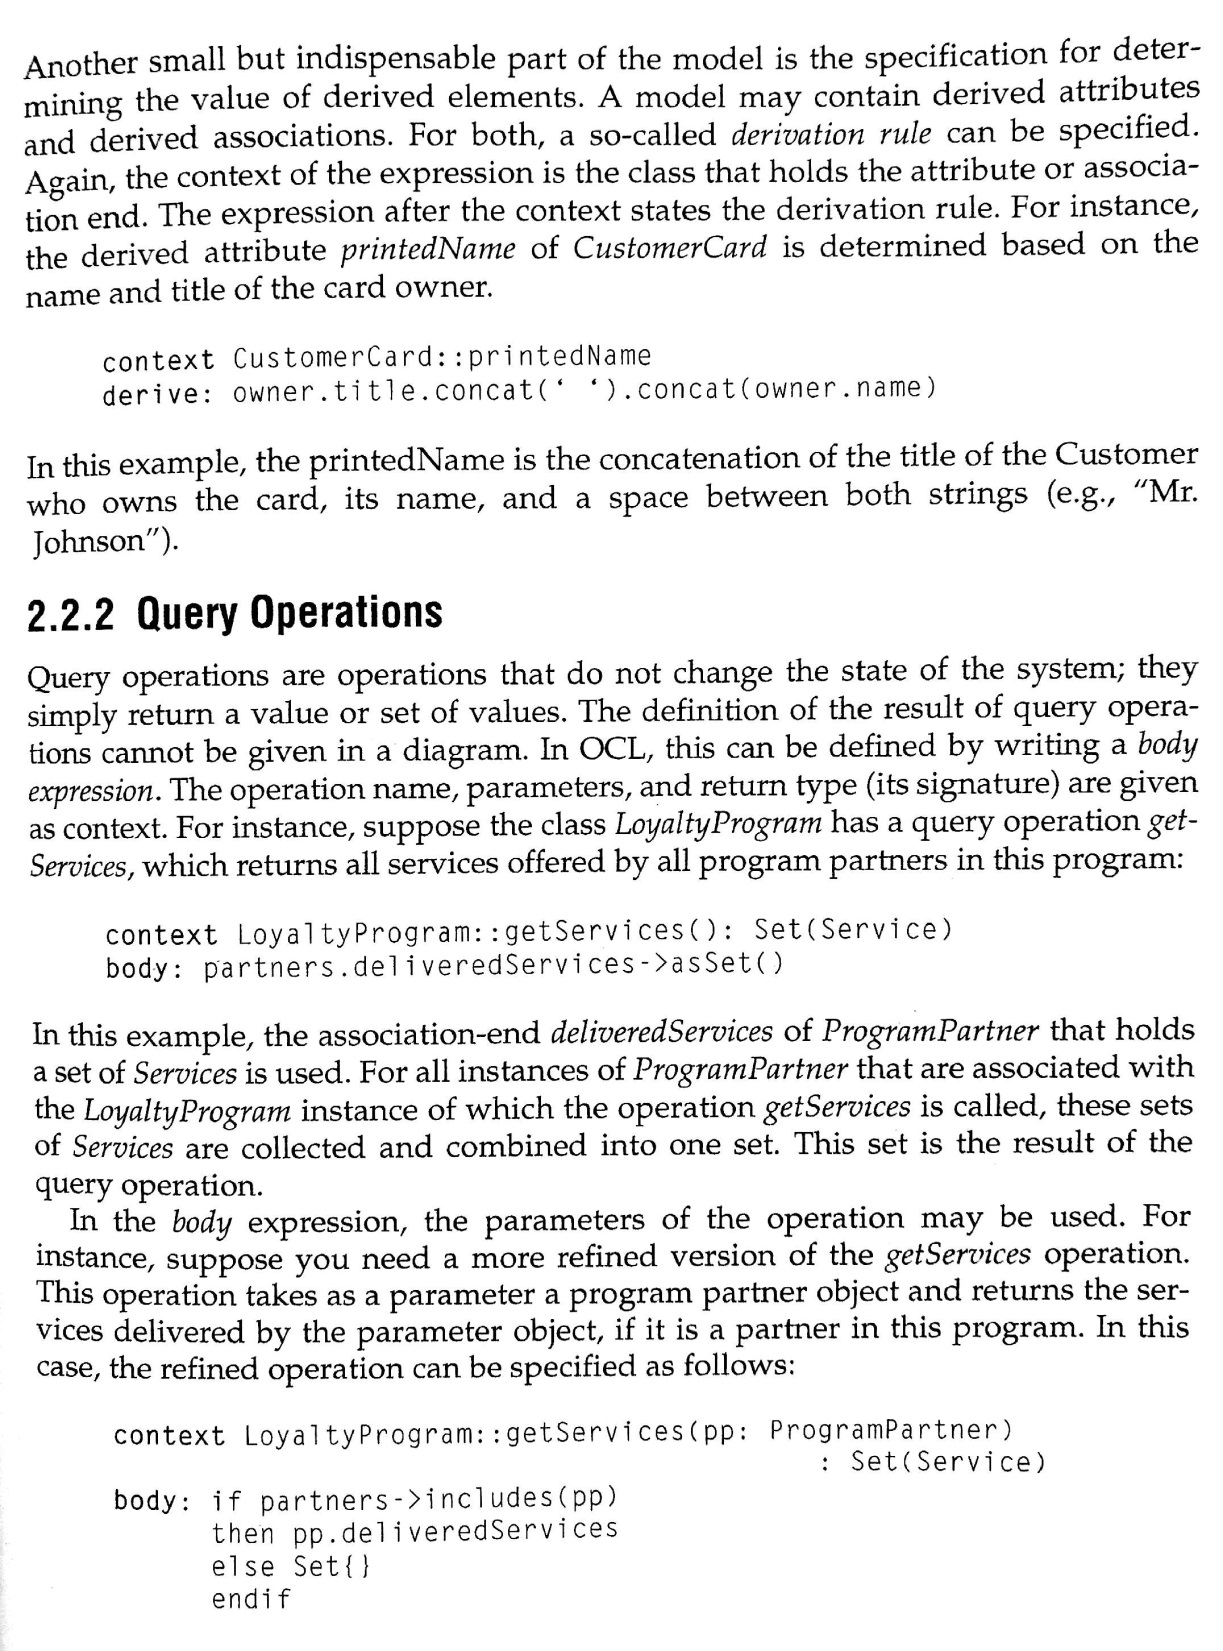 Another small but indispensable part of the model is the specification for deter-
mining the value of derived elements. A model may contain derived attributes
and derived associations. For both, a so-called derivation rule can be specified.
Again, the context of the expression is the class that holds the attribute or associa-
tion end. The expression after the context states the derivation rule. For instance,
the derived attribute printedName of CustomerCard is determined based on the
name and title of the card owner.
context CustomerCard::printedName
derive: owner.title.concat(‘ ‘).concat(owner.name)
In this example, the printedName is the concatenation of the title of the Customer
who owns the card, its name, and a space between both strings (e.g., “Mr.
Johnson”).
2.2.2 Query Operations
Query operations are operations that do not change the state of the system; they
simply return a value or set of values. The definition of the result of query opera-
tions cannot be given in a diagram. In OCL, this can be defined by writing a body
expression. The operation name, parameters, and return type (its signature) are given
as context. For instance, suppose the class LoyaltyProgram has a query operation get-
Services, which returns all services offered by all program partners in this program:
context LoyaltyProgram::getServices(): Set(Service)
body: partners.deliveredServices->asSet()
In this example, the association-end deliveredServices of ProgramPartner that holds
a set of Services is used. For all instances of ProgramPartner that are associated with
the LoyaltyProgram instance of which the operation getServices is called, these sets
of Services are collected and combined into one set. This set is the result of the
query operation.
In the body expression, the parameters of the operation may be used. For
instance, suppose you need a more refined version of the getServices operation.
This operation takes as a parameter a program partner object and returns the ser-
vices delivered by the parameter object, if it is a partner in this program. In this
case, the refined operation can be specified as follows:
context LoyaltyProgram::getServices(pp: ProgramPartner)
: Set(Service)
body: if partners->includes(pp)
then pp.deliveredServices
else Set{}
endif